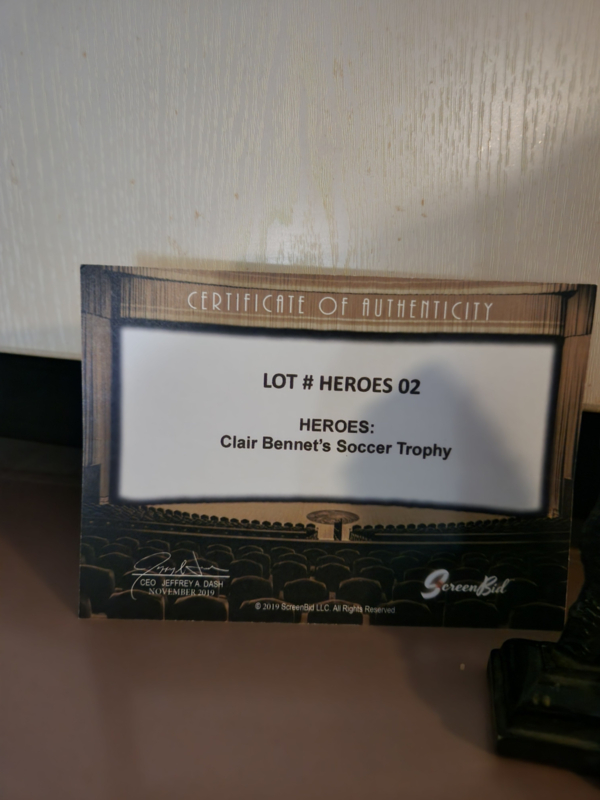 CERTIFICATE OF AUTHENTICITY
LOT # HEROES 02
HEROES:
Clair Bennet's Soccer Trophy
CEO JEFFREY A DASH
NOVEMBER 2019
ScreenBid
© 2019 ScreenBid LLC. All Rights Reserved